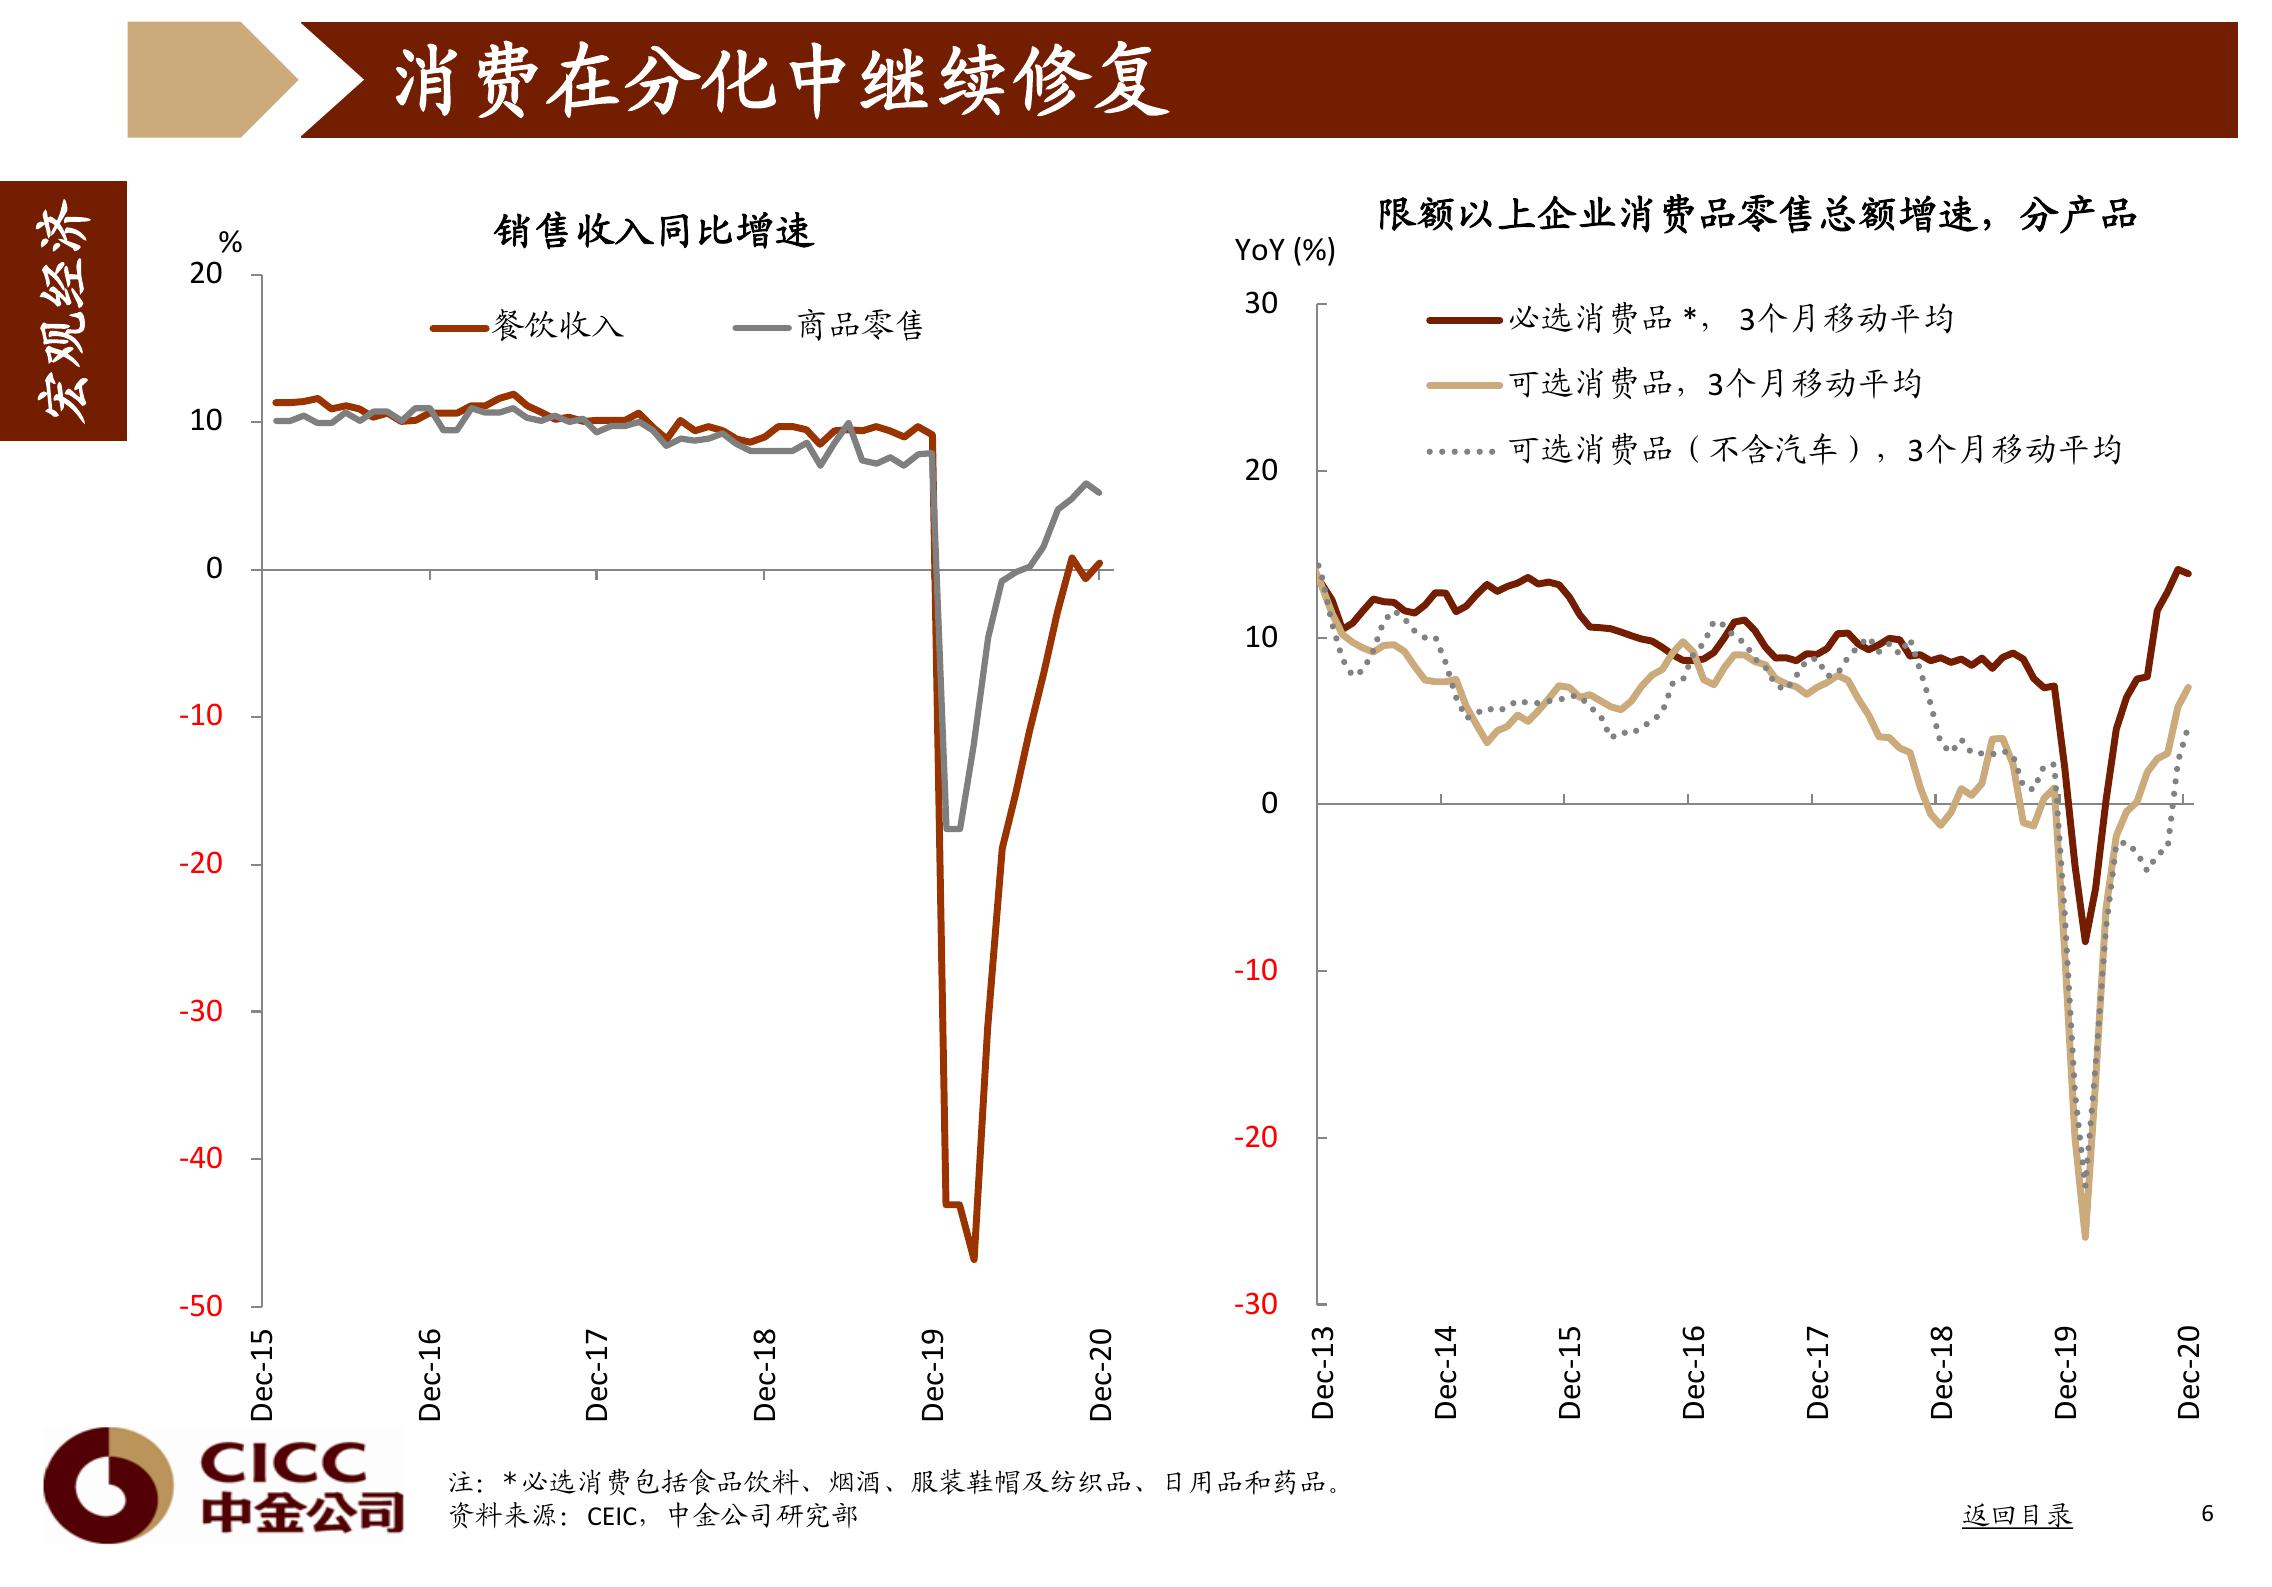 消费在分化中继续修复
宏观经济
销售收入同比增速
%
餐饮收入
商品零售
20
10
0
-10
-20
-30
-40
-50
Dec-15
Dec-16
Dec-17
Dec-18
Dec-19
Dec-20
限额以上企业消费品零售总额增速，分产品
YoY (%)
必选消费品 *， 3个月移动平均
可选消费品，3个月移动平均
可选消费品（不含汽车），3个月移动平均
30
20
10
0
-10
-20
-30
Dec-13
Dec-14
Dec-15
Dec-16
Dec-17
Dec-18
Dec-19
Dec-20
CICC
中金公司
注：*必选消费包括食品饮料、烟酒、服装鞋帽及纺织品、日用品和药品。
资料来源：CEIC，中金公司研究部
返回目录
6